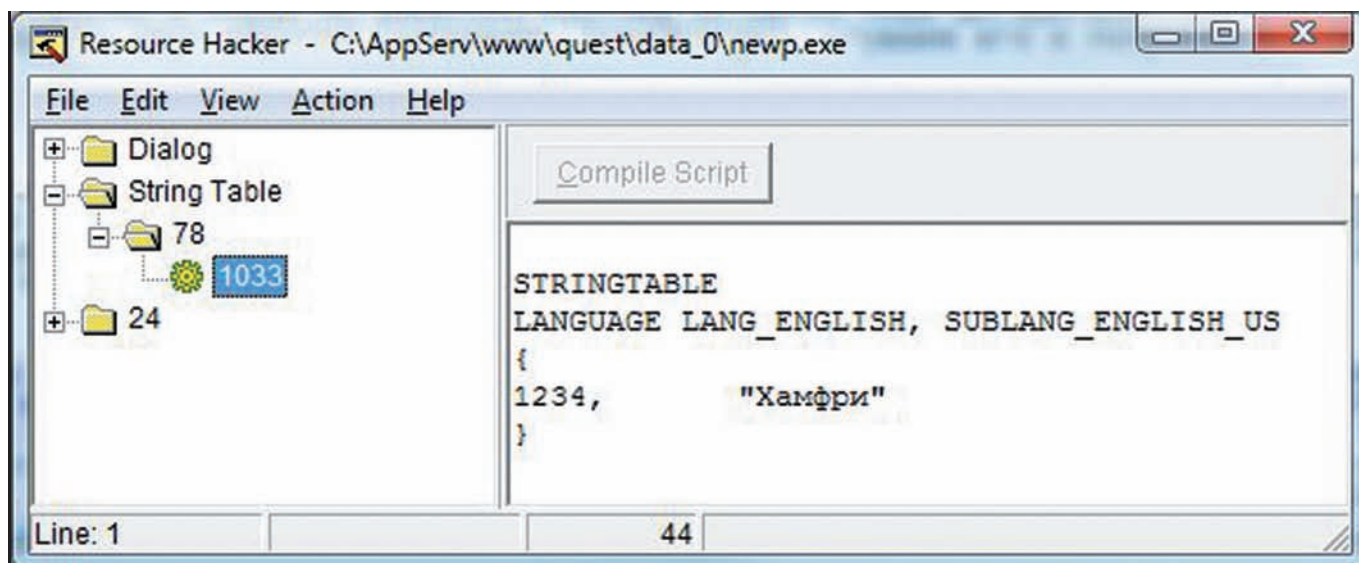 Resource Hacker - C:\AppServ\www\quest\data_0\newp.exe
File Edit View Action Help
Dialog
String Table
78
1033
24
Compile Script
STRINGTABLE
LANGUAGE LANG_ENGLISH, SUBLANG_ENGLISH_US
{
1234, "Хамфри"
}
Line: 1 44